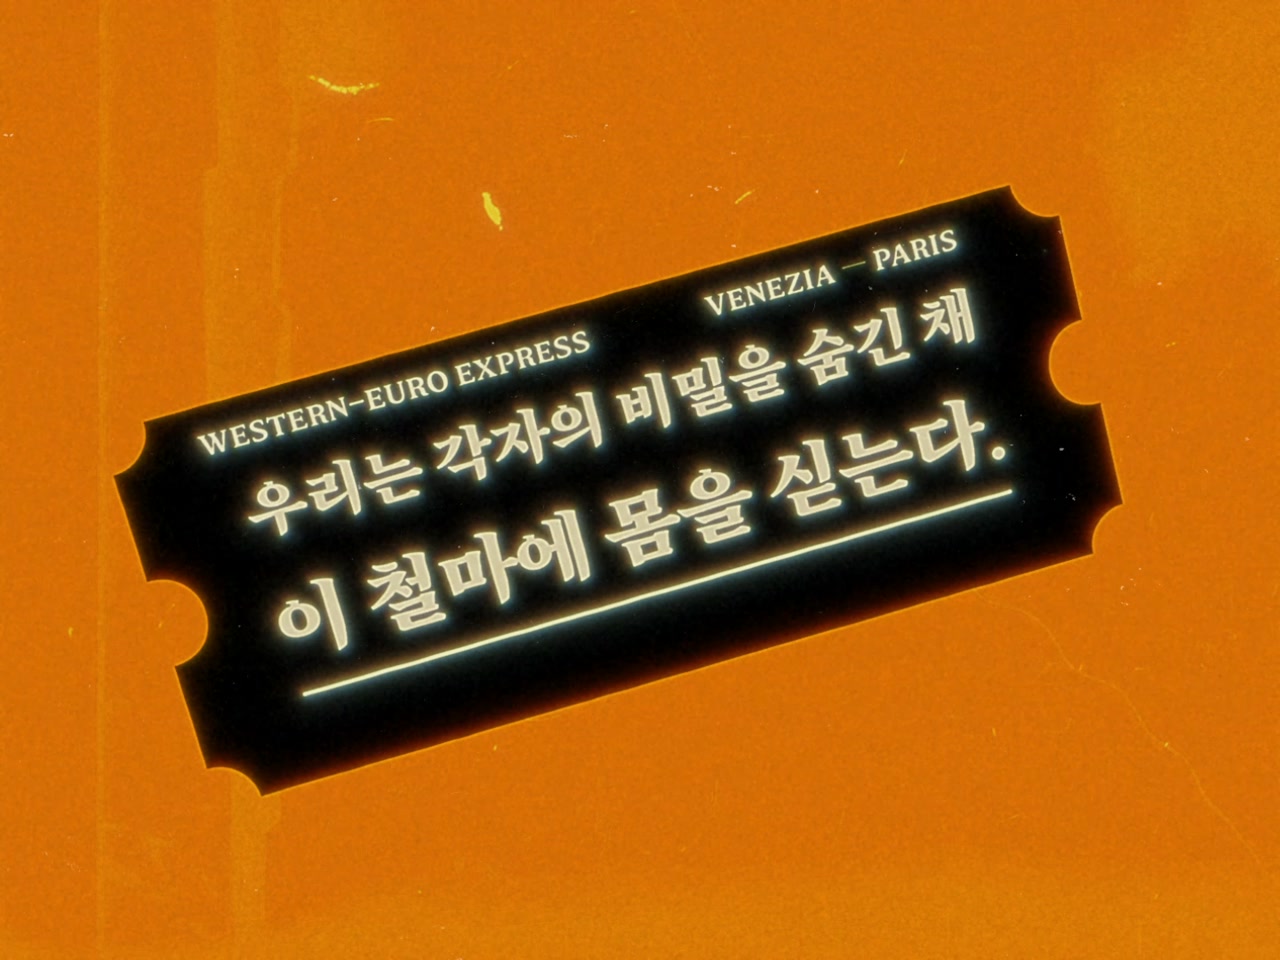 WESTERN-EURO EXPRESS VENEZIA — PARIS
우리는 각자의 비밀을 숨긴 채
이 철마에 몸을 싣는다.